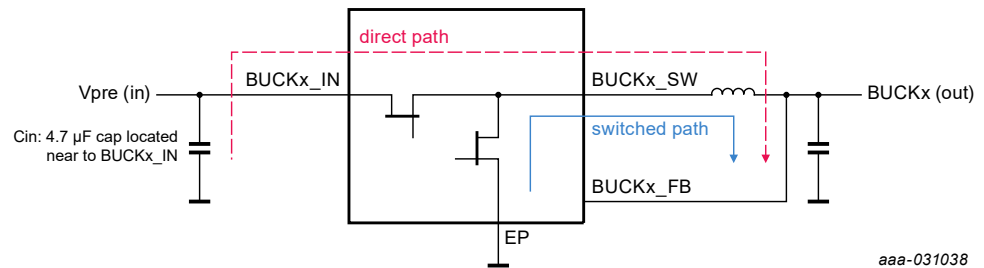 direct path
BUCKx_IN
BUCKx_SW
Vpre (in)
BUCKx (out)
Cin: 4.7 µF cap located
near to BUCKx_IN
switched path
BUCKx_FB
EP
aaa-031038